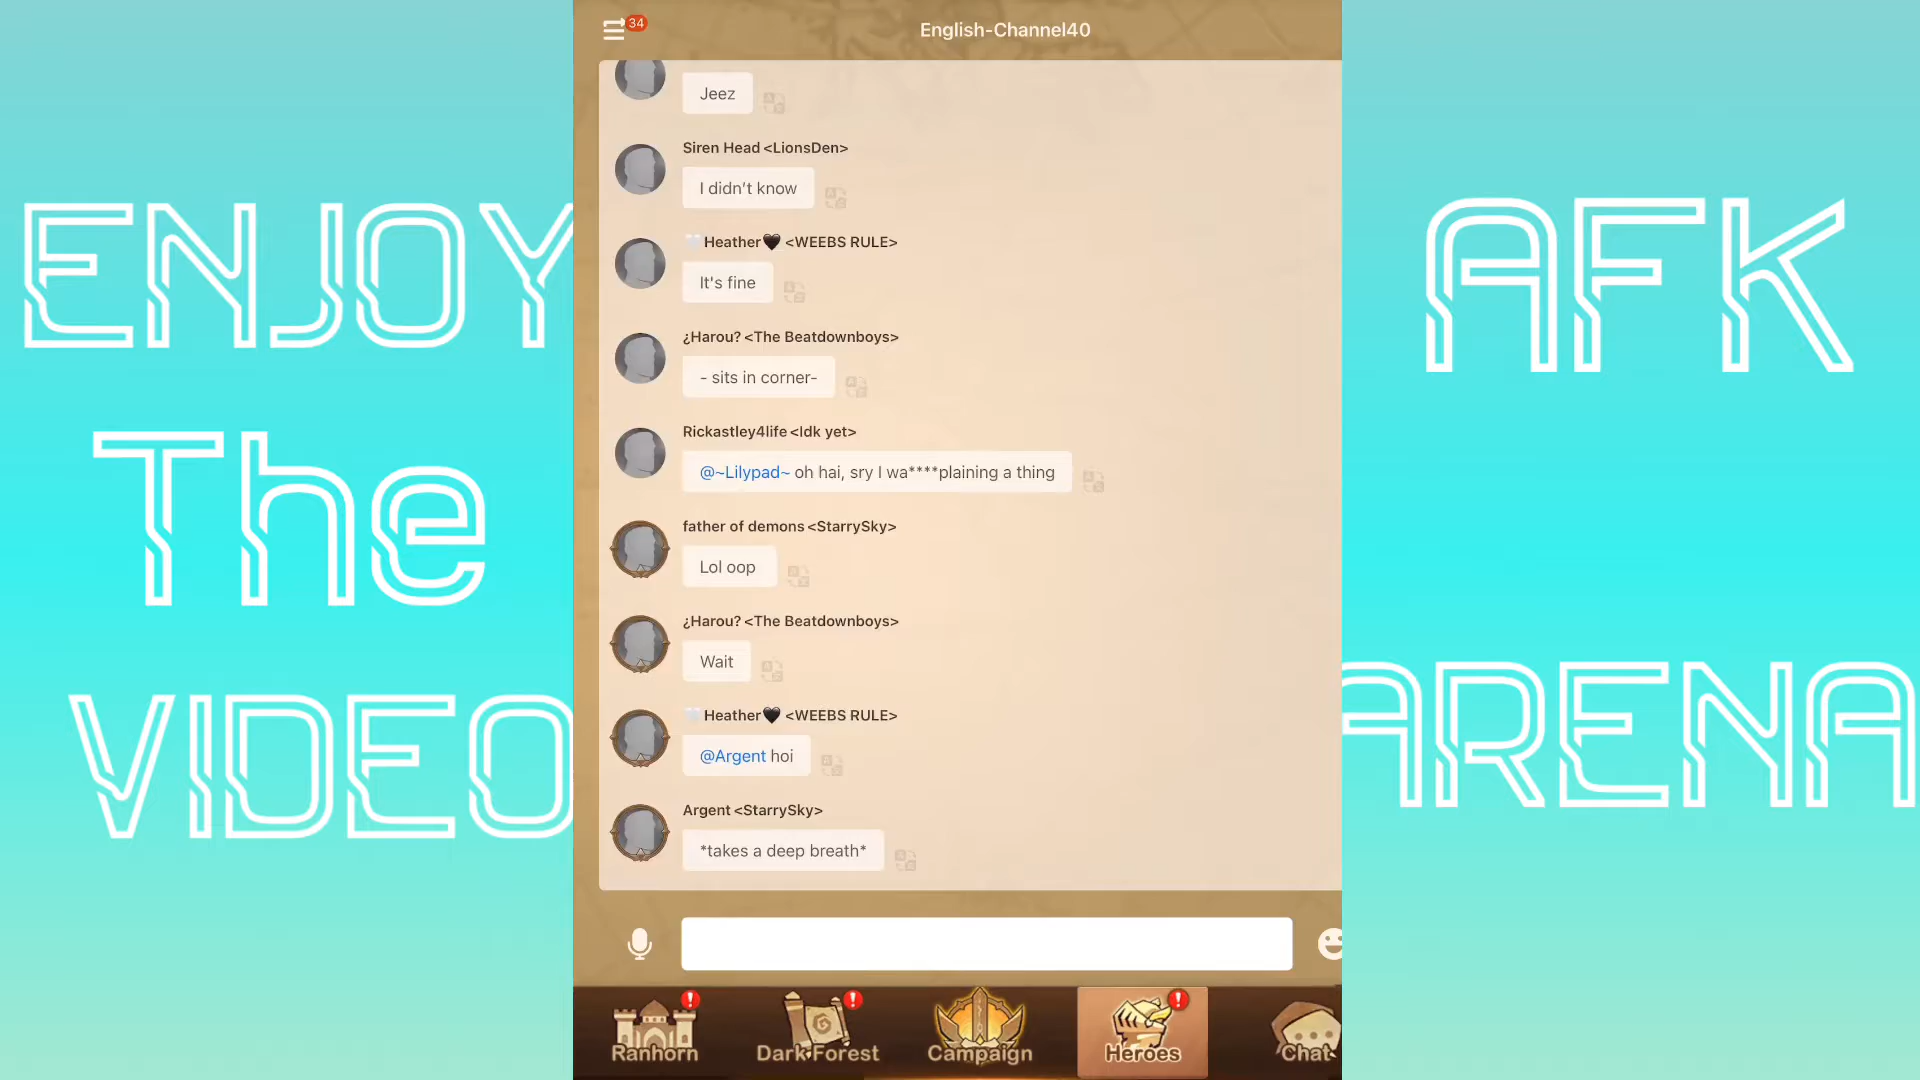 ENJOY
The
VIDEO
34
English-Channel40
Jeez
Siren Head <LionsDen>
I didn't know
🤍Heather🖤 <WEEBS RULE>
It's fine
¿Harou? <The Beatdownboys>
- sits in corner-
Rickastley4life <Idk yet>
@~Lilypad~ oh hai, sry I wa****plaining a thing
father of demons <StarrySky>
Lol oop
¿Harou? <The Beatdownboys>
Wait
🤍Heather🖤 <WEEBS RULE>
@Argent hoi
Argent <StarrySky>
*takes a deep breath*
Ranhorn
Dark Forest
Campaign
Heroes
Chat
AFK
ARENA